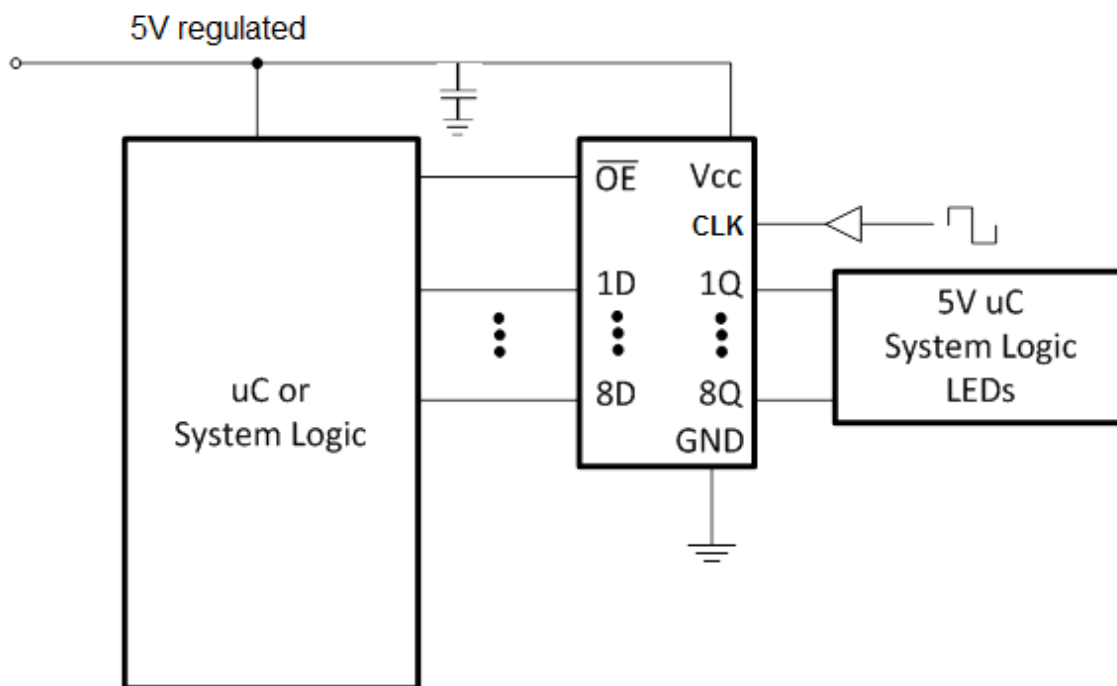 5V regulated
OE
Vcc
CLK
1D
1Q
8D
8Q
GND
uC or
System Logic
5V uC
System Logic
LEDs